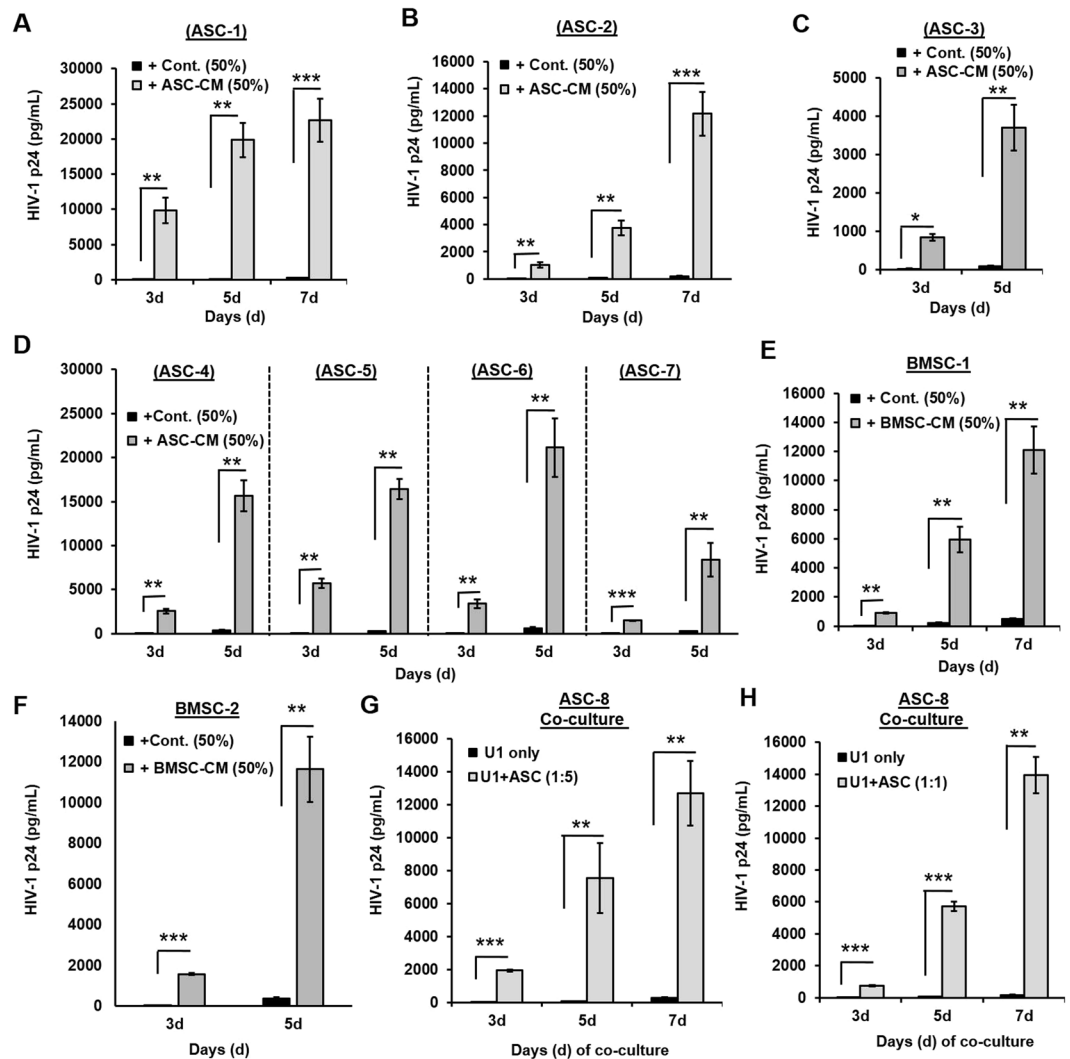 A
(ASC-1)
+ Cont. (50%)
+ ASC-CM (50%)
HIV-1 p24 (pg/mL)
30000
25000
20000
15000
10000
5000
0
**
**
***
3d 5d 7d
Days (d)
B
(ASC-2)
+ Cont. (50%)
+ ASC-CM (50%)
HIV-1 p24 (pg/mL)
16000
14000
12000
10000
8000
6000
4000
2000
0
**
**
***
3d 5d 7d
Days (d)
C
(ASC-3)
+ Cont. (50%)
+ ASC-CM (50%)
HIV-1 p24 (pg/mL)
5000
4000
3000
2000
1000
0
*
**
3d 5d
Days (d)
D
(ASC-4) (ASC-5) (ASC-6) (ASC-7)
+Cont. (50%)
+ ASC-CM (50%)
HIV-1 p24 (pg/mL)
30000
25000
20000
15000
10000
5000
0
** ** ** ** ** ** *** **
3d 5d 3d 5d 3d 5d 3d 5d
Days (d)
E
BMSC-1
+ Cont. (50%)
+ BMSC-CM (50%)
HIV-1 p24 (pg/mL)
16000
14000
12000
10000
8000
6000
4000
2000
0
**
**
**
3d 5d 7d
Days (d)
F
BMSC-2
+Cont. (50%)
+ BMSC-CM (50%)
HIV-1 p24 (pg/mL)
14000
12000
10000
8000
6000
4000
2000
0
***
**
3d 5d
Days (d)
G
ASC-8
Co-culture
U1 only
U1+ASC (1:5)
HIV-1 p24 (pg/mL)
16000
14000
12000
10000
8000
6000
4000
2000
0
***
**
**
3d 5d 7d
Days (d) of co-culture
H
ASC-8
Co-culture
U1 only
U1+ASC (1:1)
HIV-1 p24 (pg/mL)
16000
14000
12000
10000
8000
6000
4000
2000
0
***
***
**
3d 5d 7d
Days (d) of co-culture